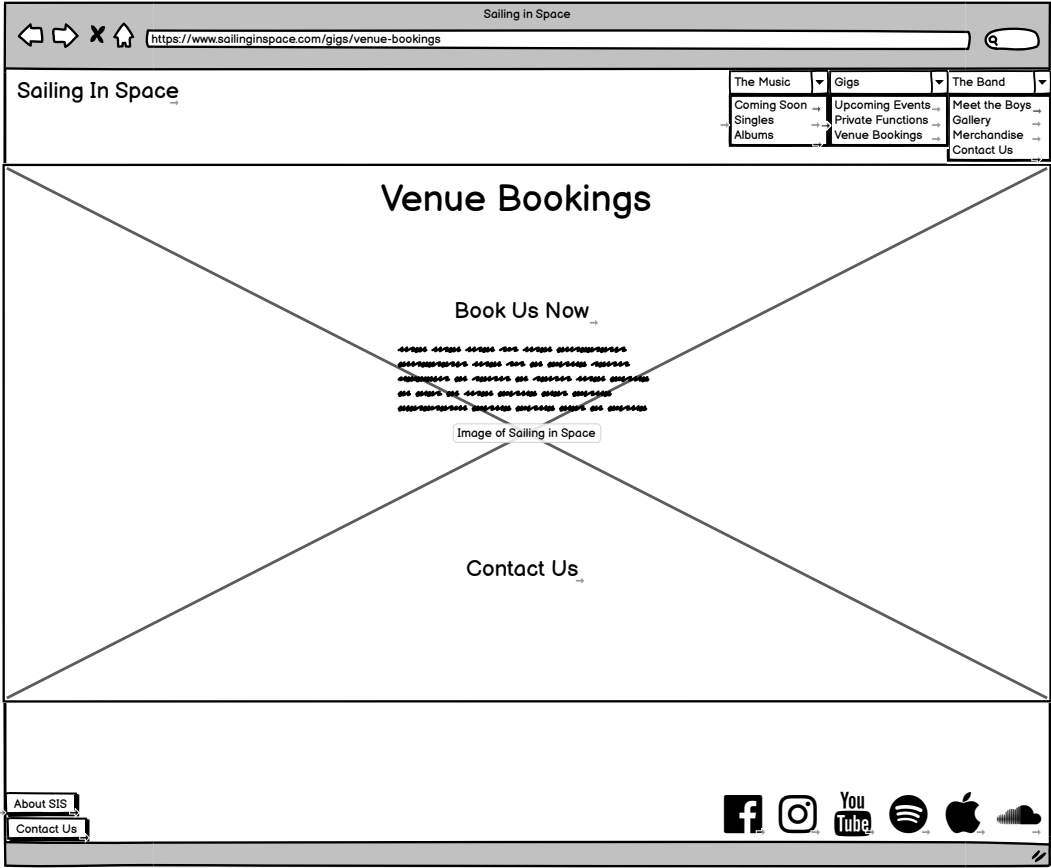 Sailing in Space
https://www.sailinginspace.com/gigs/venue-bookings
Sailing In Space
The Music
Coming Soon
Singles
Albums
Gigs
Upcoming Events
Private Functions
Venue Bookings
The Band
Meet the Boys
Gallery
Merchandise
Contact Us
Venue Bookings
Book Us Now
Image of Sailing in Space
Contact Us
About SIS
Contact Us
You
Tube